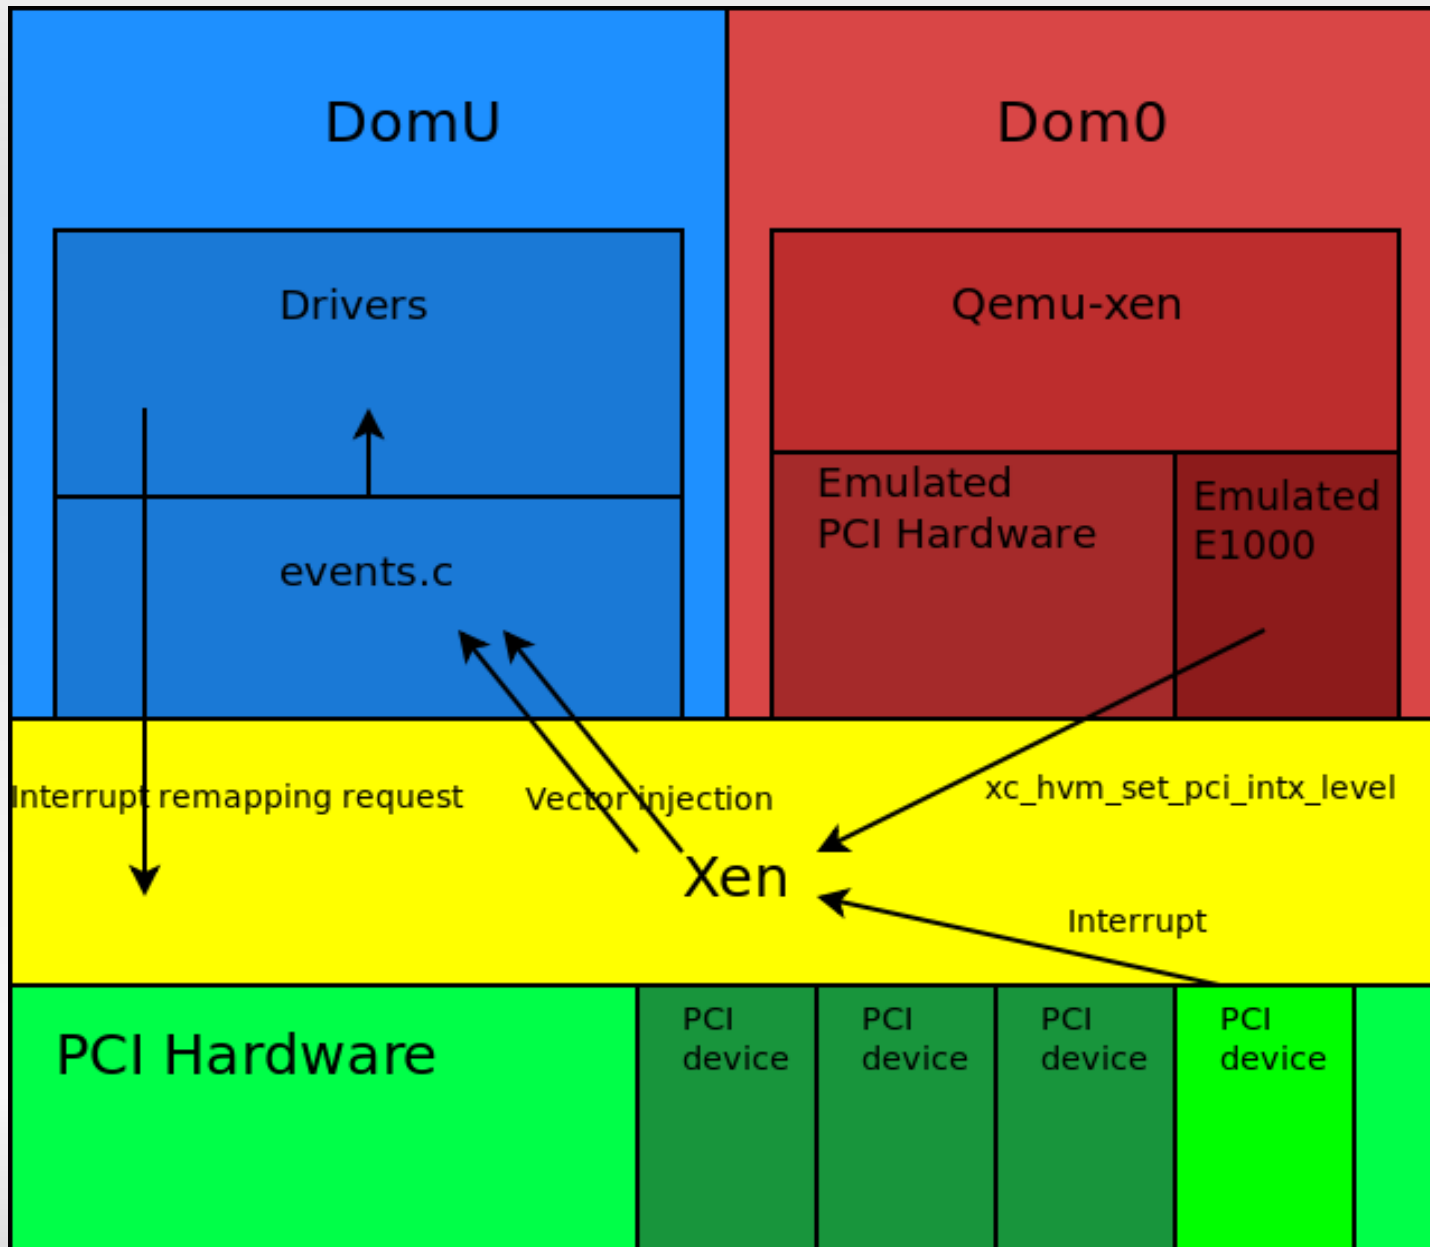 DomU
Dom0
Drivers
Qemu-xen
Emulated
PCI Hardware
Emulated
E1000
events.c
Interrupt remapping request
Vector injection
xc_hvm_set_pci_intx_level
Xen
Interrupt
PCI Hardware
PCI
device
PCI
device
PCI
device
PCI
device